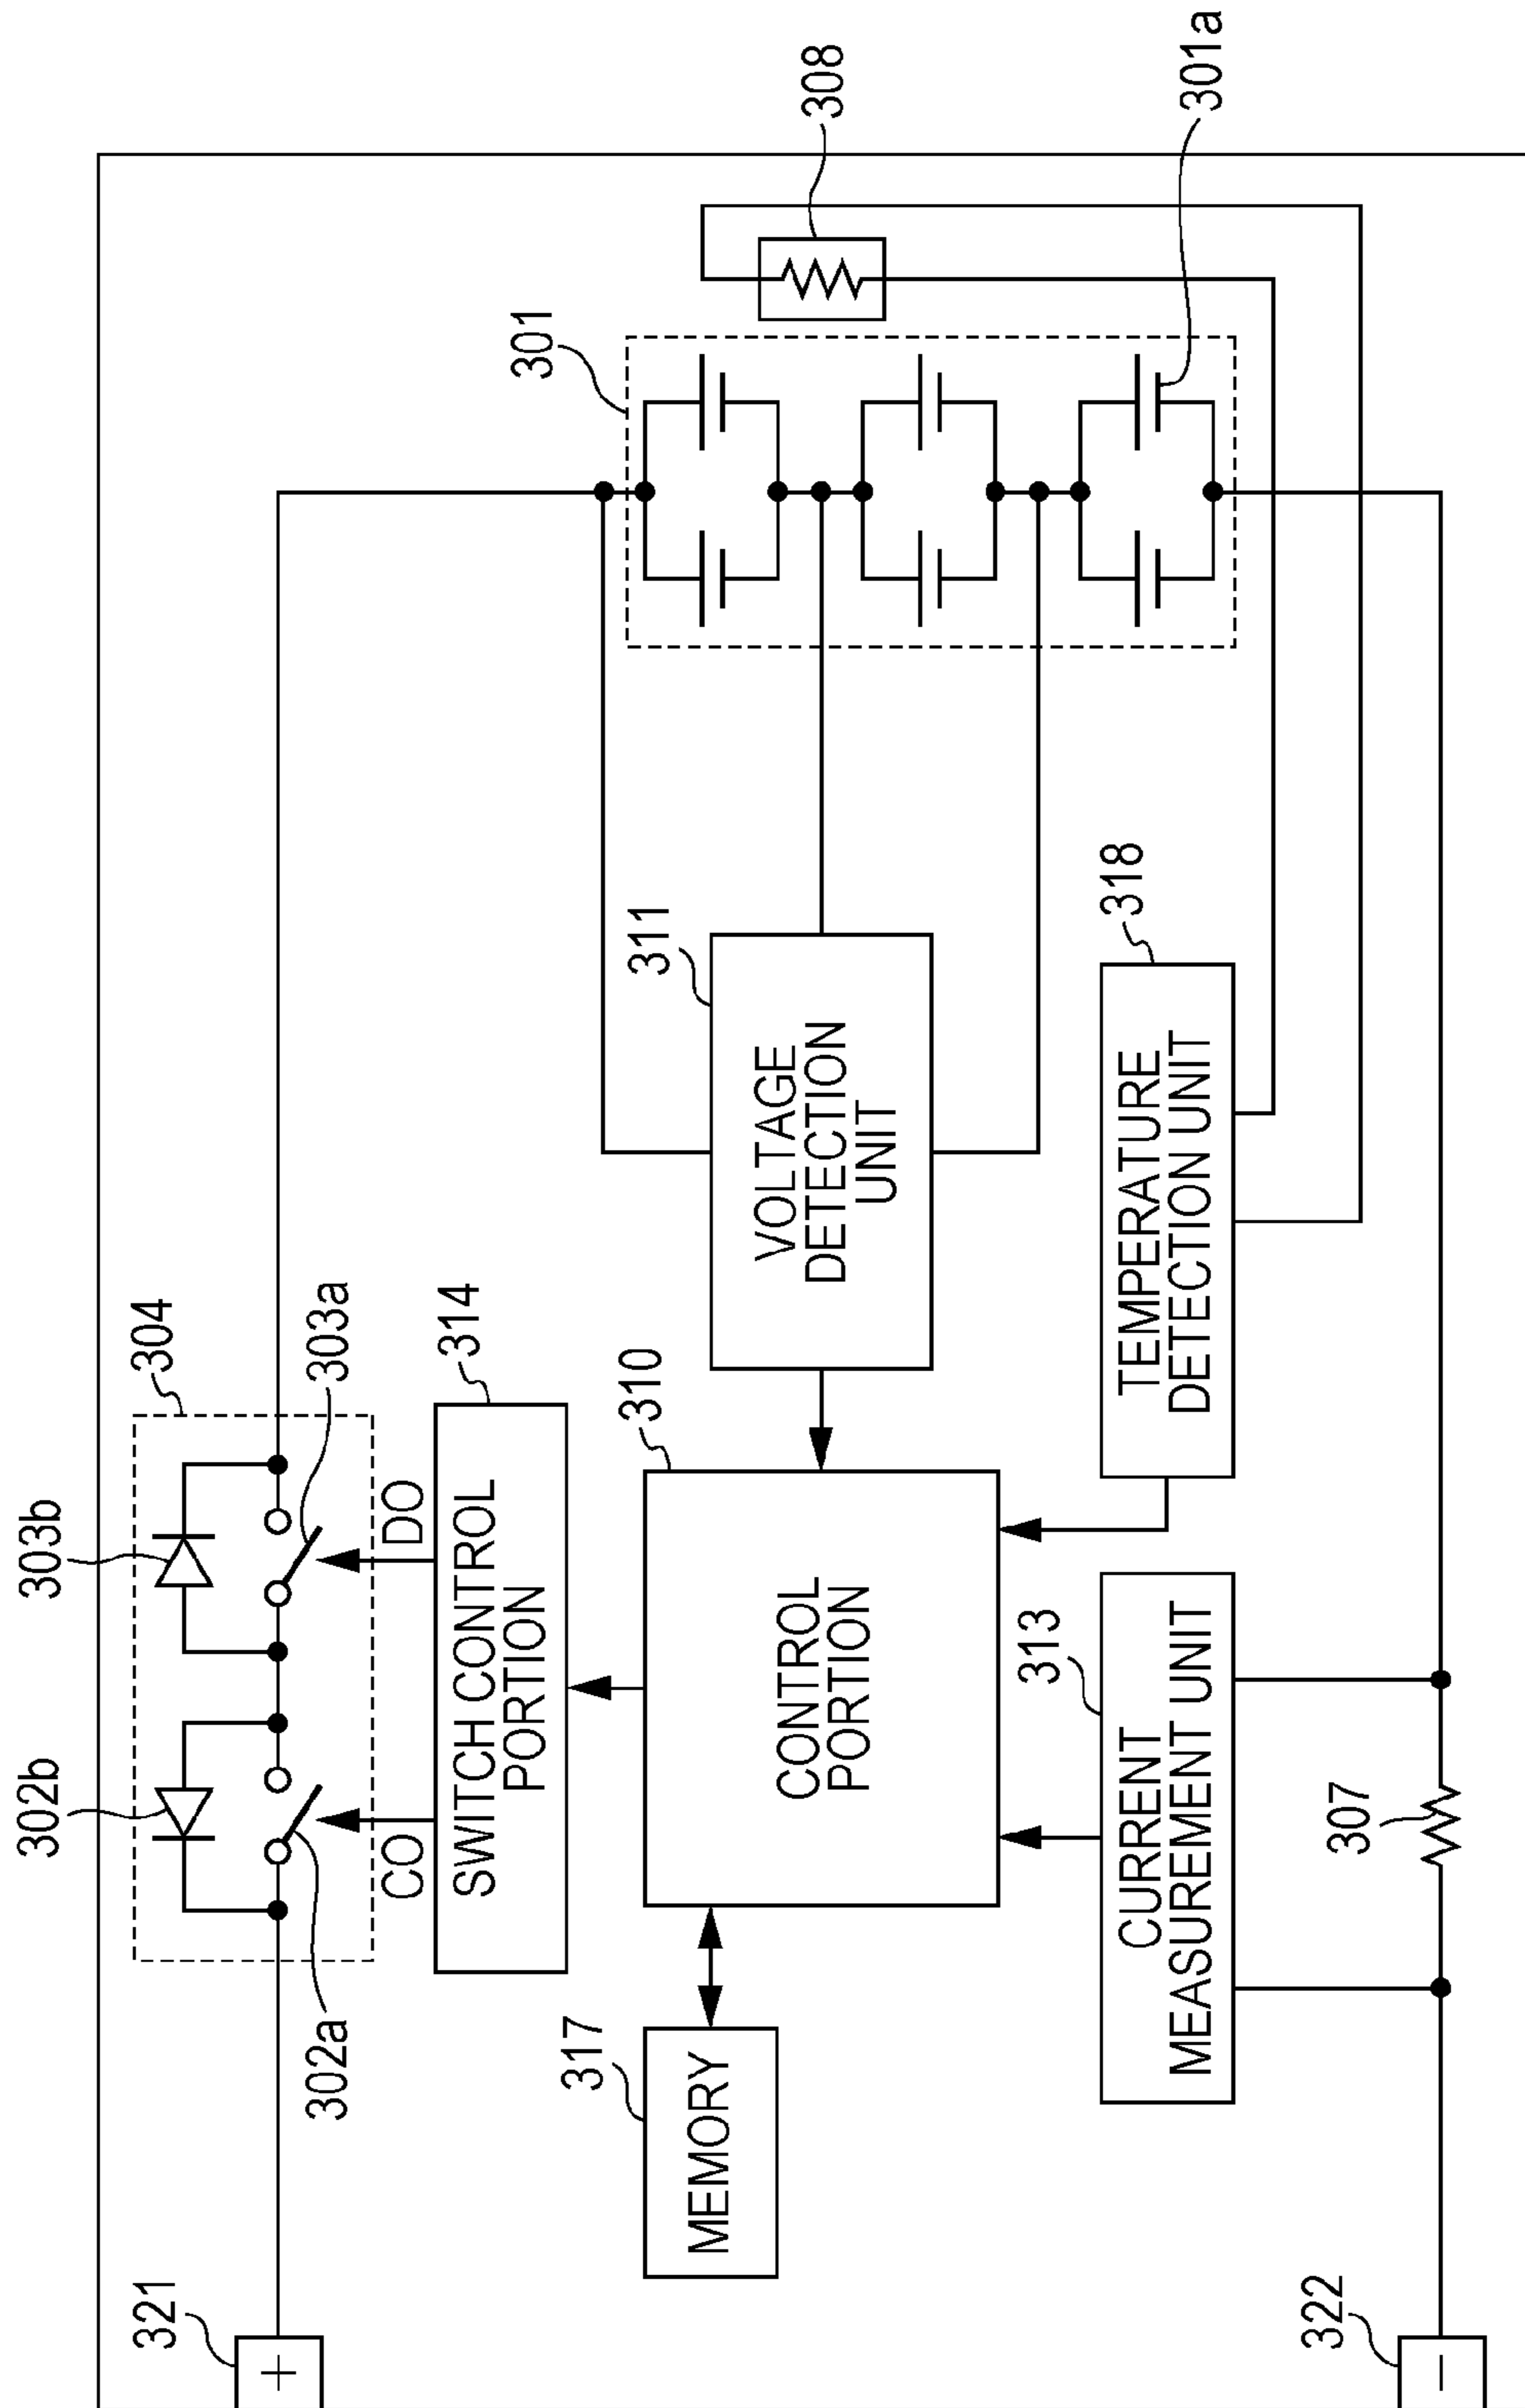 304
303b
302b
303a
302a
321
+
CO
DO
314
SWITCH CONTROL
PORTION
301
308
311
VOLTAGE
DETECTION
UNIT
310
CONTROL
PORTION
317
MEMORY
301a
318
TEMPERATURE
DETECTION UNIT
313
CURRENT
MEASUREMENT UNIT
307
322
−